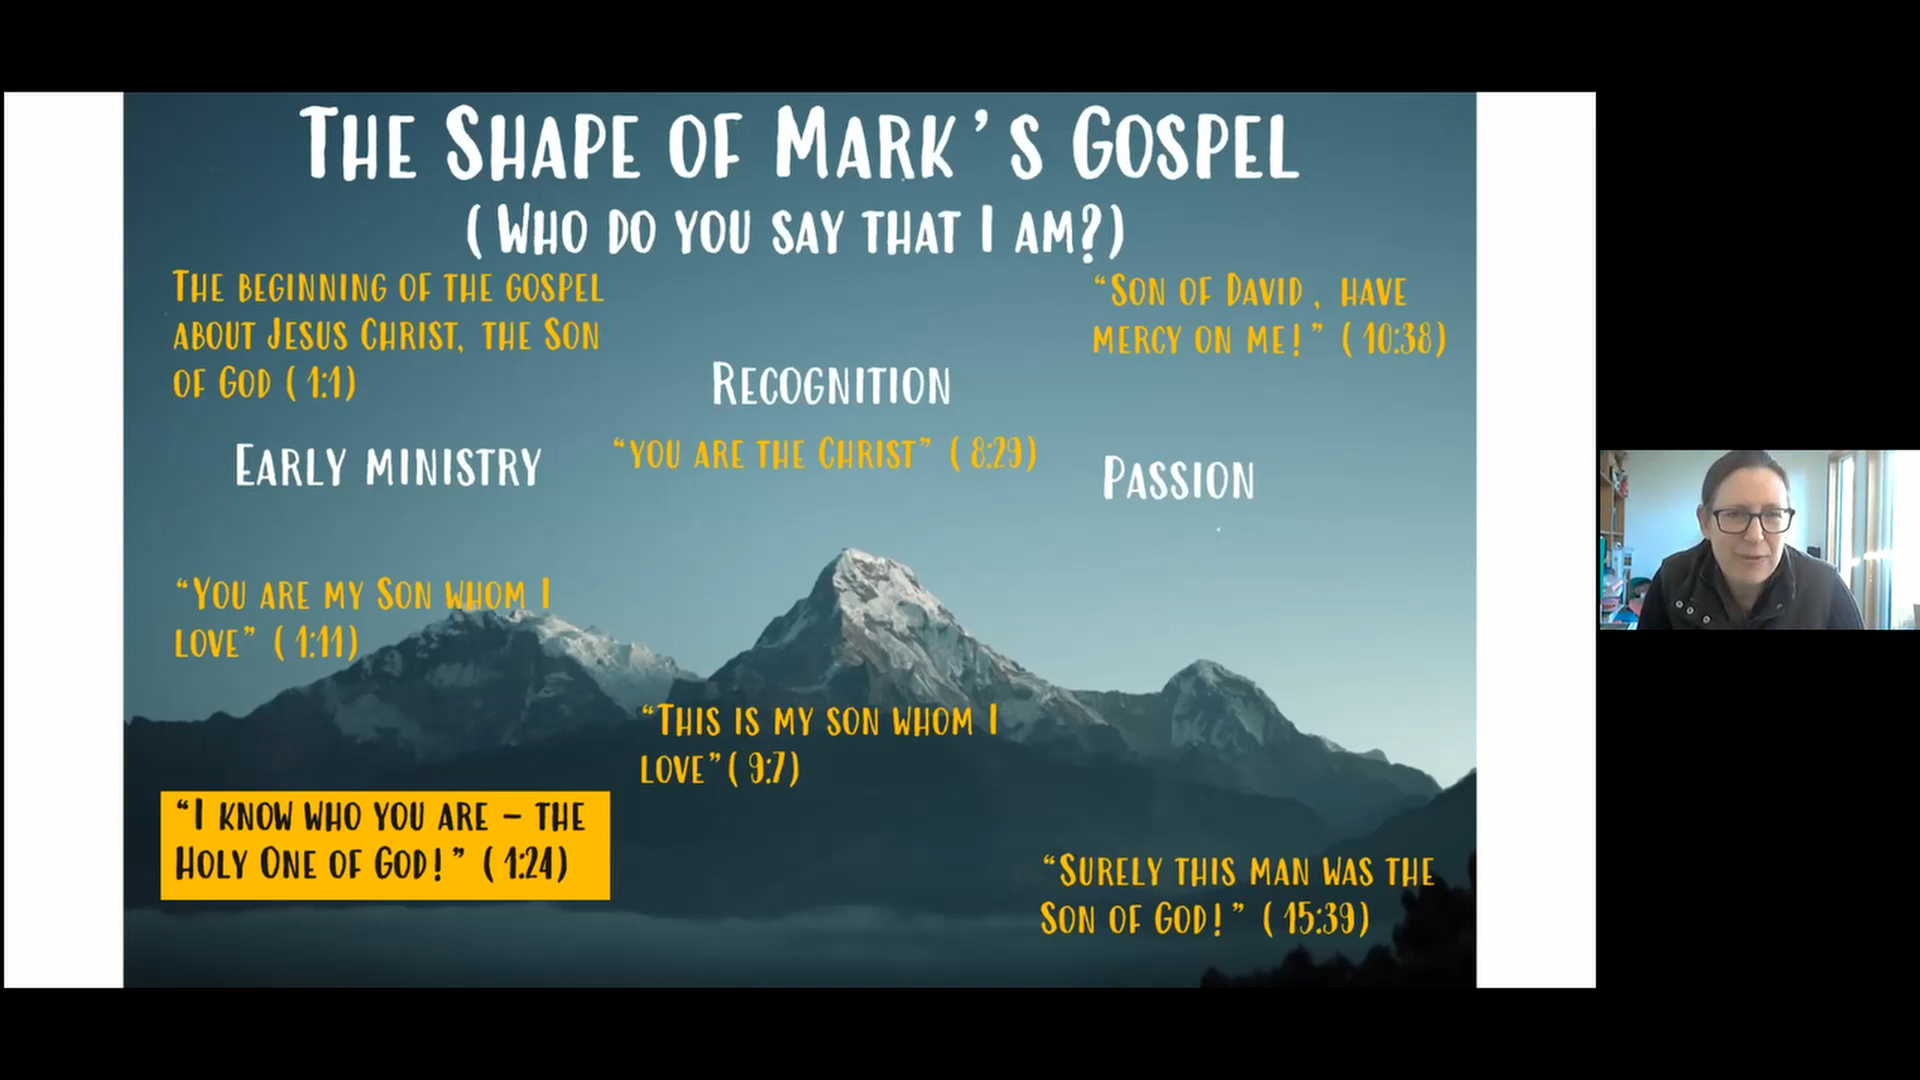 The Shape of Mark's Gospel
(Who do you say that I am?)
The beginning of the gospel
about Jesus Christ, the Son
of God (1:1)
Early ministry
"You are my Son whom I
love" (1:11)
"I know who you are – the
Holy One of God!" (1:24)
Recognition
"you are the Christ" (8:29)
"This is my son whom I
love"(9:7)
"Son of David, have
mercy on me!" (10:38)
Passion
"Surely this man was the
Son of God!" (15:39)